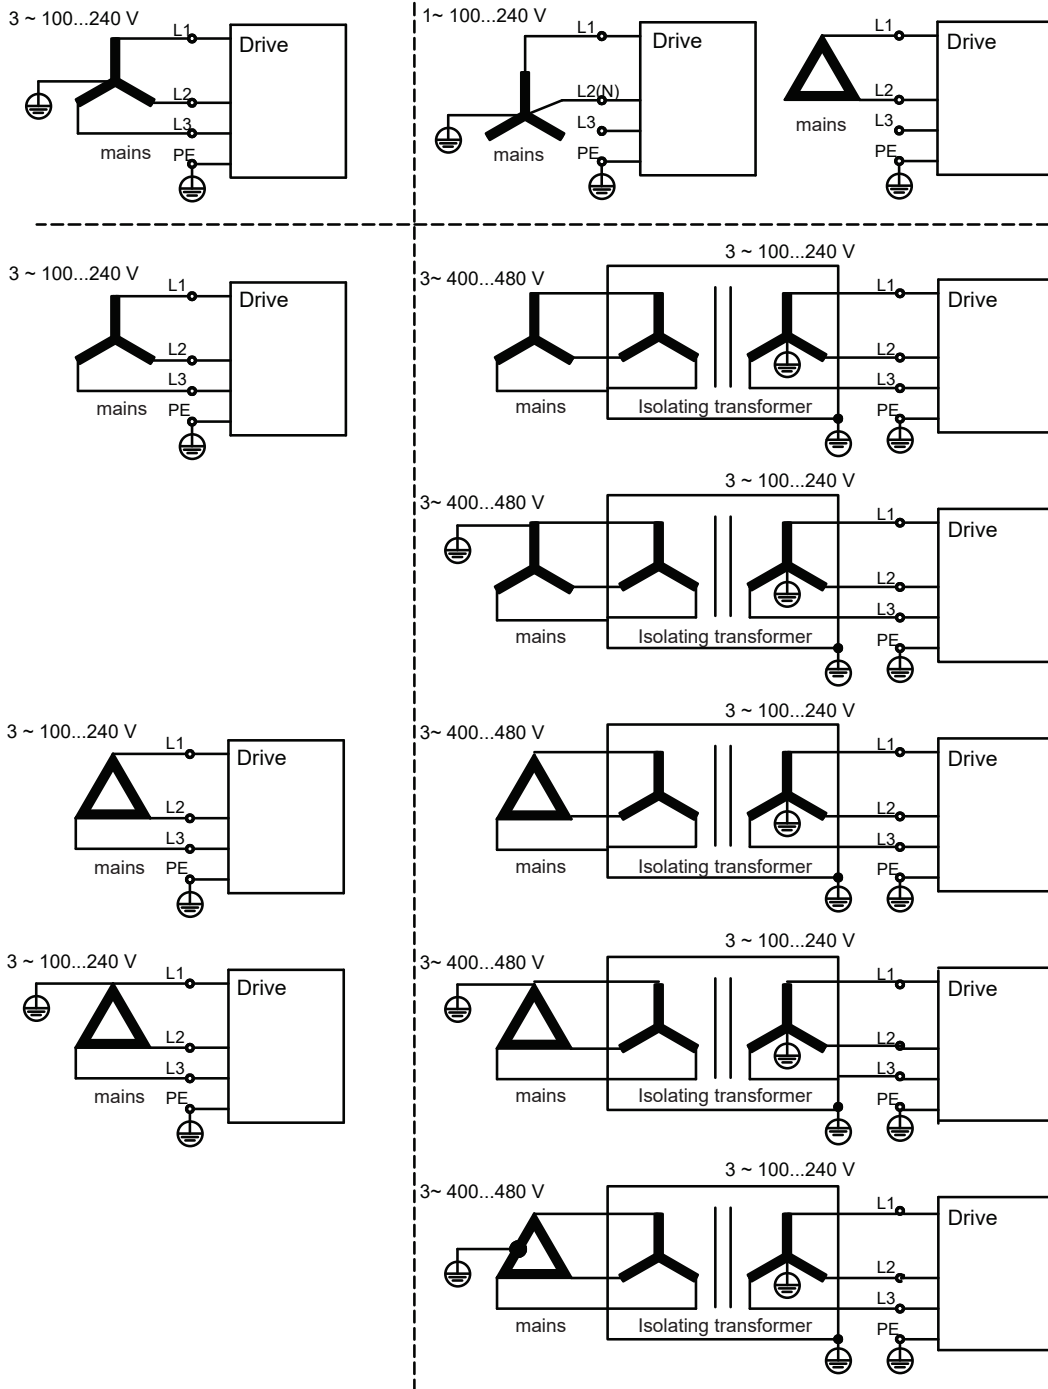 3 ~ 100...240 V
L1
Drive
L2
L3
mains
PE
1~ 100...240 V
L1
Drive
L2(N)
L3
mains
PE
L1
Drive
L2
mains
L3
PE
3 ~ 100...240 V
L1
Drive
L2
L3
mains
PE
3 ~ 100...240 V
3~ 400...480 V
L1
Drive
L2
L3
mains
Isolating transformer
PE
3 ~ 100...240 V
3~ 400...480 V
L1
Drive
L2
L3
mains
Isolating transformer
PE
3 ~ 100...240 V
L1
Drive
L2
L3
mains
PE
3 ~ 100...240 V
3~ 400...480 V
L1
Drive
L2
L3
mains
Isolating transformer
PE
3 ~ 100...240 V
L1
Drive
L2
L3
mains
PE
3 ~ 100...240 V
3~ 400...480 V
L1
Drive
L2
L3
mains
Isolating transformer
PE
3 ~ 100...240 V
3~ 400...480 V
L1
Drive
L2
L3
mains
Isolating transformer
PE